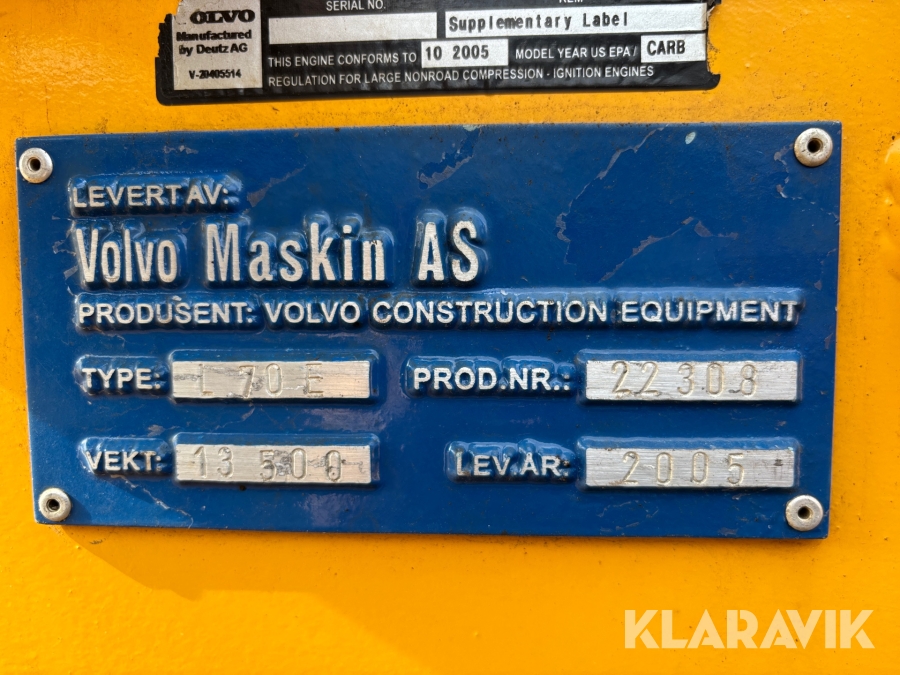 VOLVO
Manufactured
by Deutz AG
V-20405514
SERIAL NO.
Supplementary Label
THIS ENGINE CONFORMS TO 10 2005 MODEL YEAR US EPA / CARB
REGULATION FOR LARGE NONROAD COMPRESSION - IGNITION ENGINES
LEVERT AV:
Volvo Maskin AS
PRODUSENT: VOLVO CONSTRUCTION EQUIPMENT
TYPE: L 70 E PROD.NR.: 22308
VEKT: 13500 LEV.ÅR: 2005
KLARAVIK